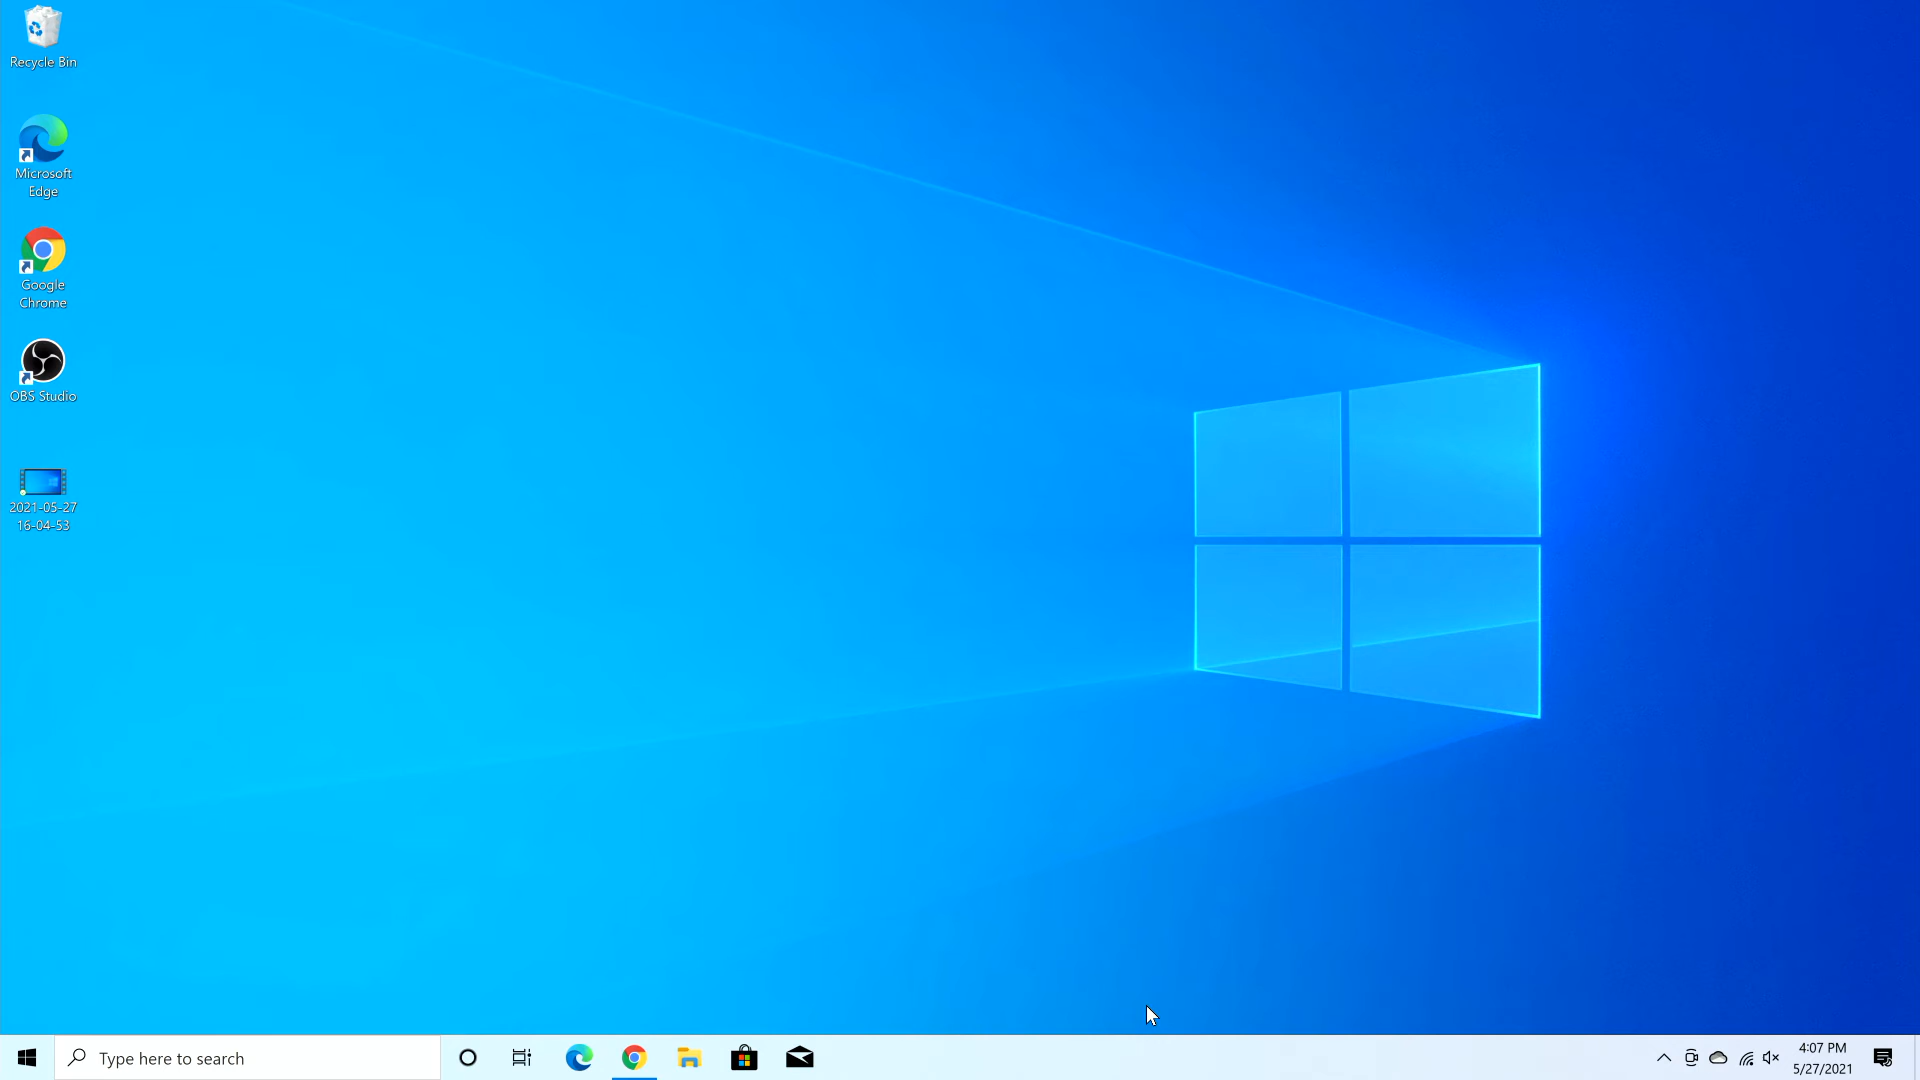 Recycle Bin
Microsoft
Edge
Google
Chrome
OBS Studio
2021-05-27
16-04-53
Type here to search
4:07 PM
5/27/2021